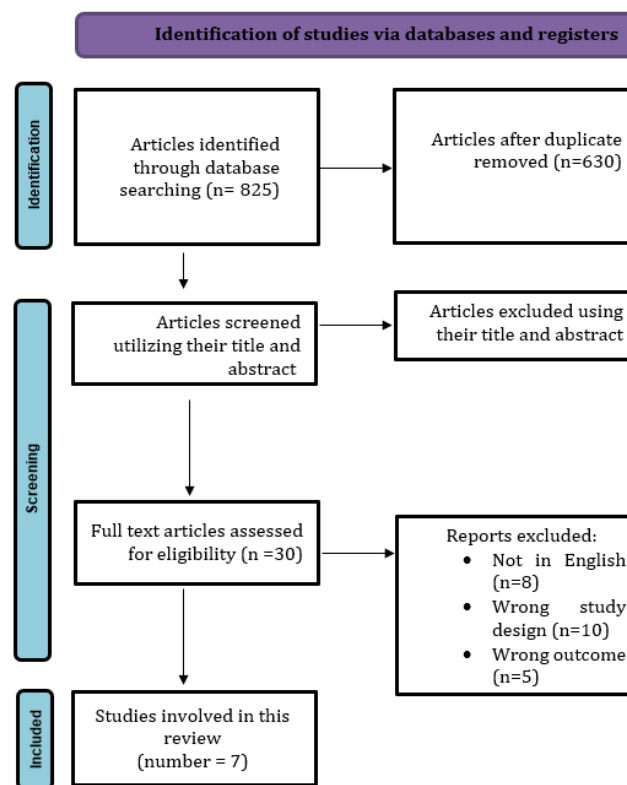 Identification of studies via databases and registers
Identification
Articles identified
through database
searching (n= 825)
Articles after duplicate
removed (n=630)
Screening
Articles screened
utilizing their title and
abstract
Articles excluded using
their title and abstract
Full text articles assessed
for eligibility (n =30)
Reports excluded:
• Not in English
(n=8)
• Wrong study
design (n=10)
• Wrong outcome
(n=5)
Included
Studies involved in this
review
(number = 7)